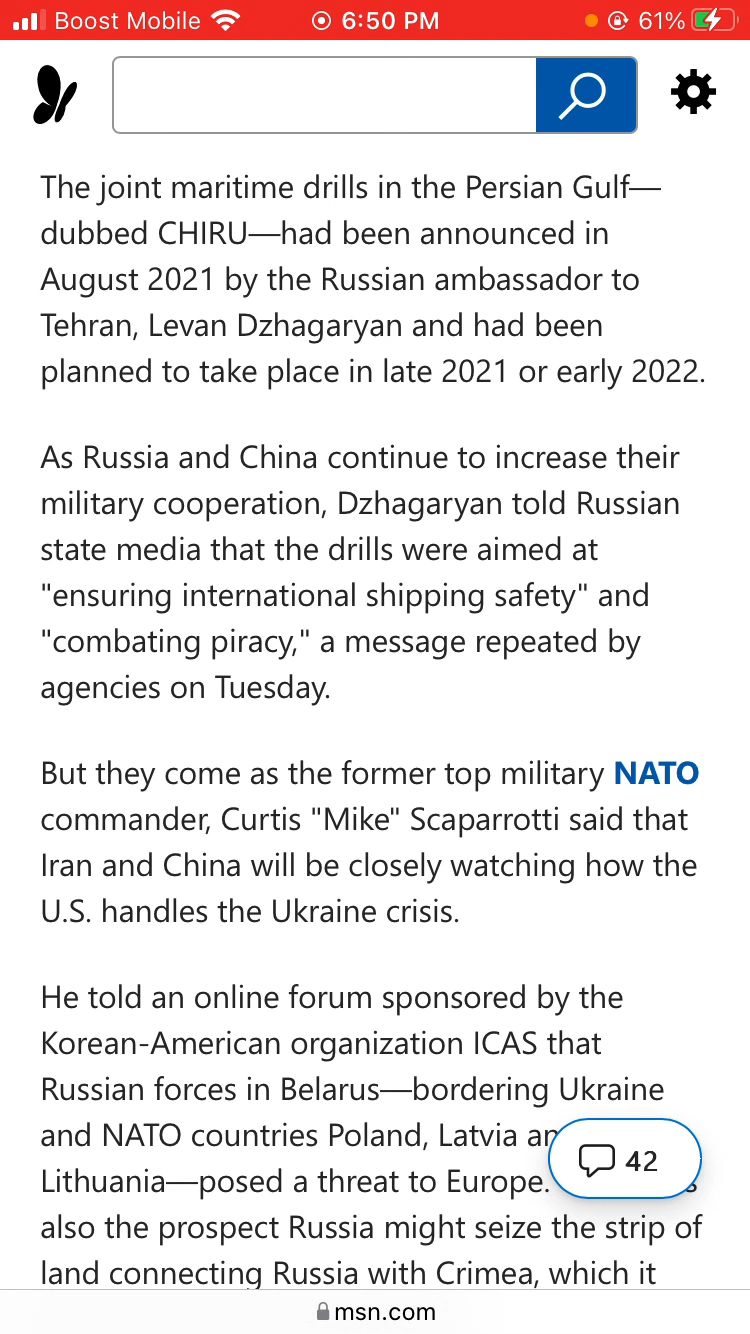 Boost Mobile 6:50 PM 61%
The joint maritime drills in the Persian Gulf—
dubbed CHIRU—had been announced in
August 2021 by the Russian ambassador to
Tehran, Levan Dzhagaryan and had been
planned to take place in late 2021 or early 2022.
As Russia and China continue to increase their
military cooperation, Dzhagaryan told Russian
state media that the drills were aimed at
"ensuring international shipping safety" and
"combating piracy," a message repeated by
agencies on Tuesday.
But they come as the former top military NATO
commander, Curtis "Mike" Scaparrotti said that
Iran and China will be closely watching how the
U.S. handles the Ukraine crisis.
He told an online forum sponsored by the
Korean-American organization ICAS that
Russian forces in Belarus—bordering Ukraine
and NATO countries Poland, Latvia
42
Lithuania—posed a threat to Europe.
also the prospect Russia might seize the strip of
land connecting Russia with Crimea, which it
msn.com